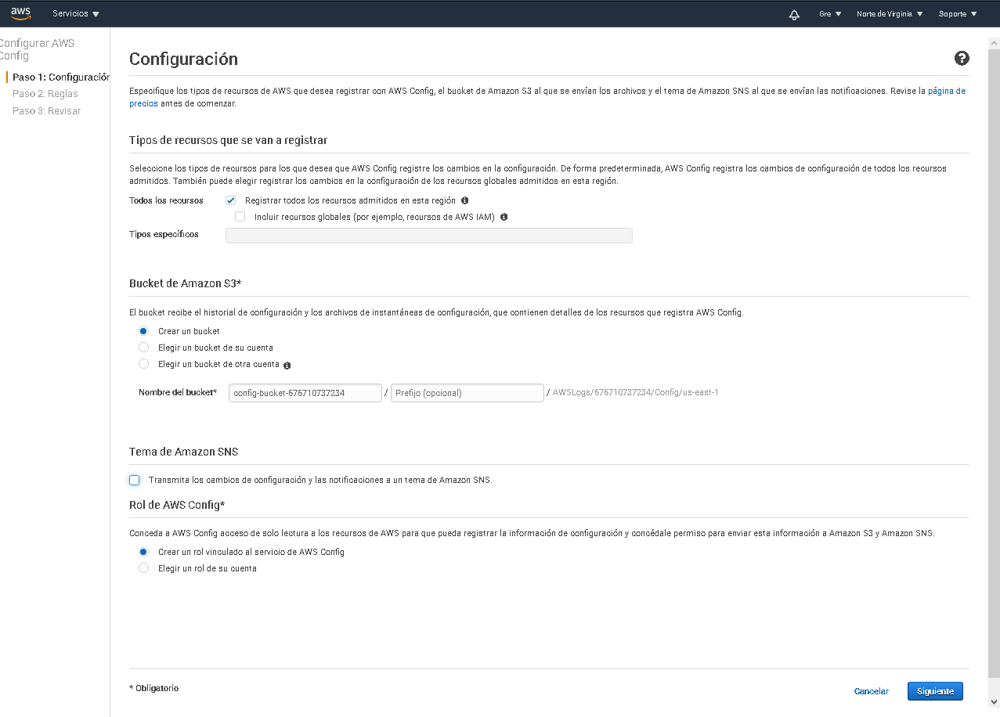 aws Servicios Gre Norte de Virginia Soporte
Configurar AWS
Config
Paso 1: Configuración
Paso 2: Reglas
Paso 3: Revisar
Configuración
Especifique los tipos de recursos de AWS que desea registrar con AWS Config, el bucket de Amazon S3 al que se envían los archivos y el tema de Amazon SNS al que se envían las notificaciones. Revise la página de
precios antes de comenzar.
Tipos de recursos que se van a registrar
Seleccione los tipos de recursos para los que desea que AWS Config registre los cambios en la configuración. De forma predeterminada, AWS Config registra los cambios de configuración de todos los recursos
admitidos. También puede elegir registrar los cambios en la configuración de los recursos globales admitidos en esta región.
Todos los recursos Registrar todos los recursos admitidos en esta región
Incluir recursos globales (por ejemplo, recursos de AWS IAM)
Tipos específicos
Bucket de Amazon S3*
El bucket recibe el historial de configuración y los archivos de instantáneas de configuración, que contienen detalles de los recursos que registra AWS Config.
Crear un bucket
Elegir un bucket de su cuenta
Elegir un bucket de otra cuenta
Nombre del bucket* config-bucket-676710737234 / Prefijo (opcional) / AWSLogs/676710737234/Config/us-east-1
Tema de Amazon SNS
Transmita los cambios de configuración y las notificaciones a un tema de Amazon SNS.
Rol de AWS Config*
Conceda a AWS Config acceso de solo lectura a los recursos de AWS para que pueda registrar la información de configuración y concédale permiso para enviar esta información a Amazon S3 y Amazon SNS.
Crear un rol vinculado al servicio de AWS Config
Elegir un rol de su cuenta
* Obligatorio
Cancelar Siguiente